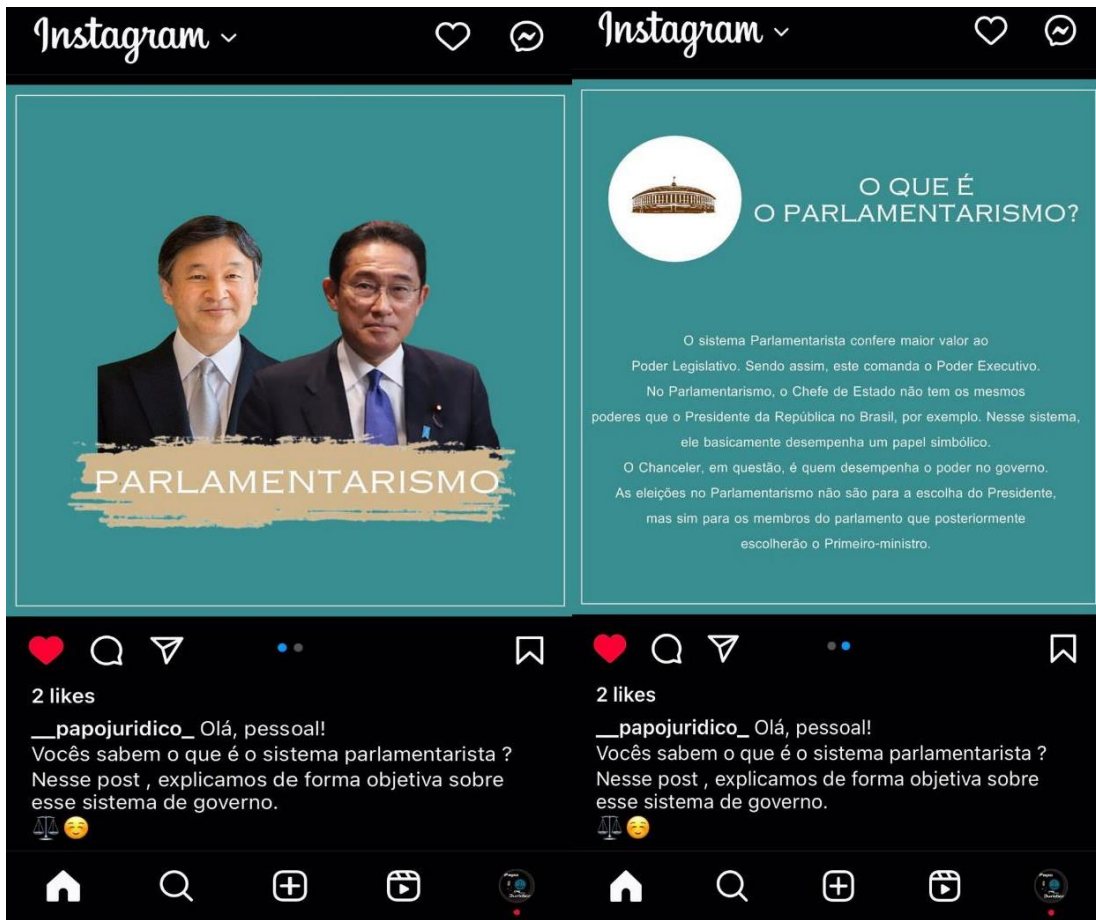 Instagram
PARLAMENTARISMO
2 likes
__papojuridico_ Olá, pessoal!
Vocês sabem o que é o sistema parlamentarista ?
Nesse post , explicamos de forma objetiva sobre
esse sistema de governo.
⚖️☺️
Instagram
O QUE É
O PARLAMENTARISMO?
O sistema Parlamentarista confere maior valor ao
Poder Legislativo. Sendo assim, este comanda o Poder Executivo.
No Parlamentarismo, o Chefe de Estado não tem os mesmos
poderes que o Presidente da República no Brasil, por exemplo. Nesse sistema,
ele basicamente desempenha um papel simbólico.
O Chanceler, em questão, é quem desempenha o poder no governo.
As eleições no Parlamentarismo não são para a escolha do Presidente,
mas sim para os membros do parlamento que posteriormente
escolherão o Primeiro-ministro.
2 likes
__papojuridico_ Olá, pessoal!
Vocês sabem o que é o sistema parlamentarista ?
Nesse post , explicamos de forma objetiva sobre
esse sistema de governo.
⚖️☺️